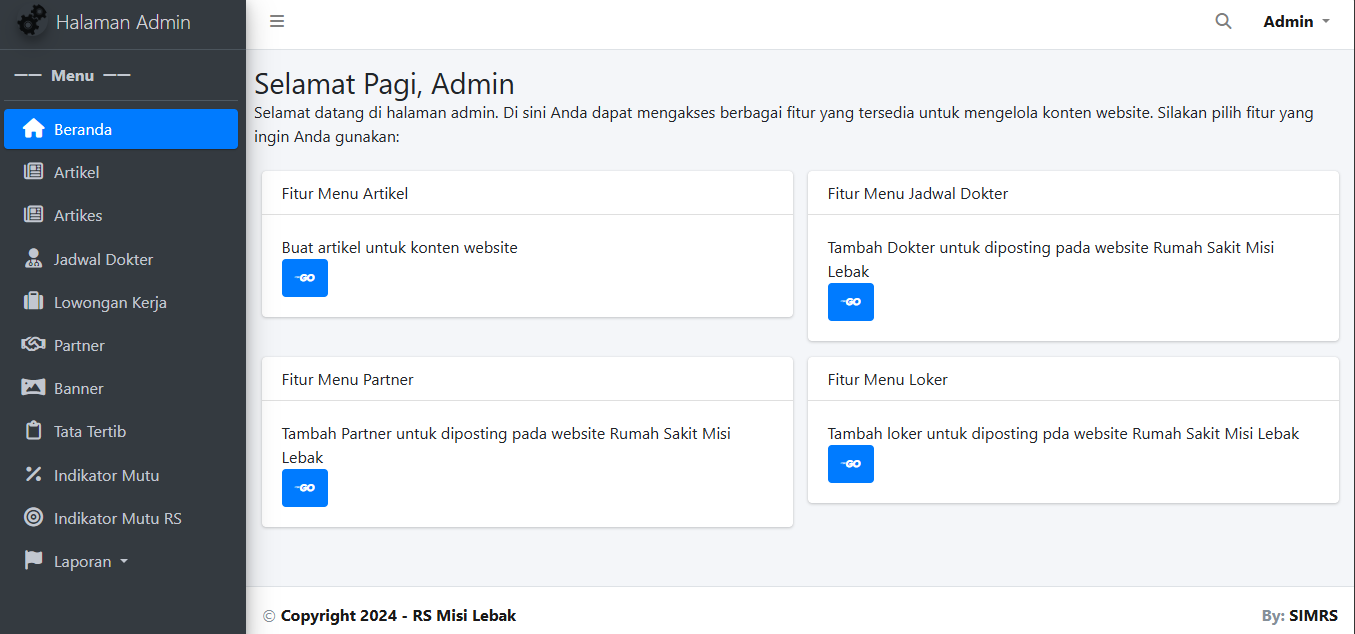 Halaman Admin
Admin
Menu
Beranda
Artikel
Artikes
Jadwal Dokter
Lowongan Kerja
Partner
Banner
Tata Tertib
Indikator Mutu
Indikator Mutu RS
Laporan
Selamat Pagi, Admin
Selamat datang di halaman admin. Di sini Anda dapat mengakses berbagai fitur yang tersedia untuk mengelola konten website. Silakan pilih fitur yang
ingin Anda gunakan:
Fitur Menu Artikel
Buat artikel untuk konten website
GO
Fitur Menu Jadwal Dokter
Tambah Dokter untuk diposting pada website Rumah Sakit Misi
Lebak
GO
Fitur Menu Partner
Tambah Partner untuk diposting pada website Rumah Sakit Misi
Lebak
GO
Fitur Menu Loker
Tambah loker untuk diposting pda website Rumah Sakit Misi Lebak
GO
© Copyright 2024 - RS Misi Lebak
By: SIMRS